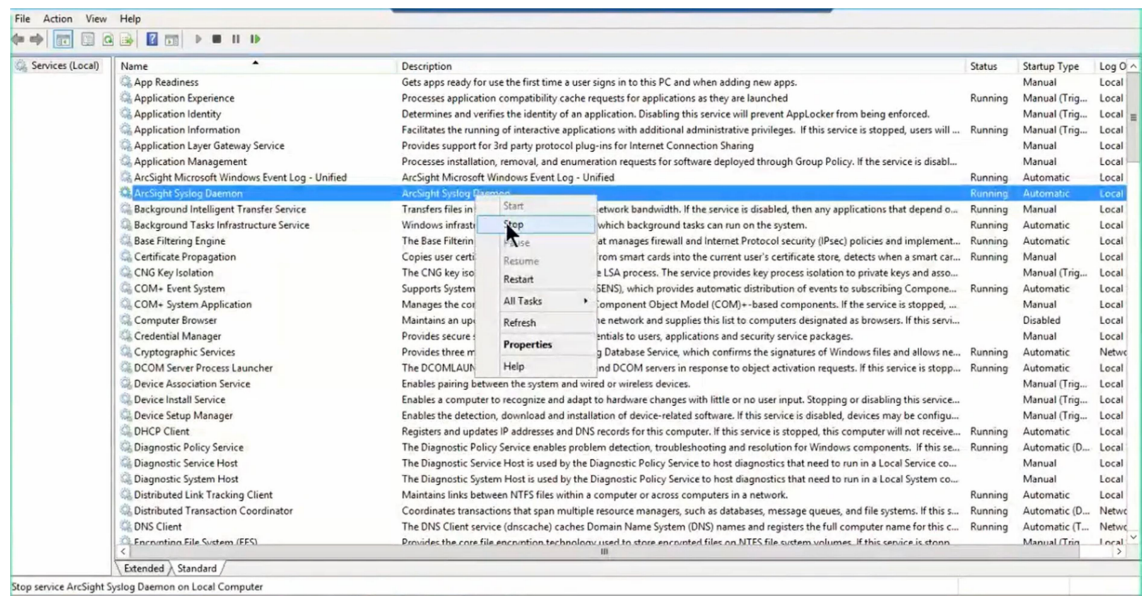 File Action View Help
Services (Local)
Name Description Status Startup Type Log O
App Readiness Gets apps ready for use the first time a user signs in to this PC and when adding new apps. Manual Local
Application Experience Processes application compatibility cache requests for applications as they are launched Running Manual (Trig... Local
Application Identity Determines and verifies the identity of an application. Disabling this service will prevent AppLocker from being enforced. Manual (Trig... Local
Application Information Facilitates the running of interactive applications with additional administrative privileges. If this service is stopped, users will ... Running Manual (Trig... Local
Application Layer Gateway Service Provides support for 3rd party protocol plug-ins for Internet Connection Sharing Manual Local
Application Management Processes installation, removal, and enumeration requests for software deployed through Group Policy. If the service is disabl... Manual Local
ArcSight Microsoft Windows Event Log - Unified ArcSight Microsoft Windows Event Log - Unified Running Automatic Local
ArcSight Syslog Daemon ArcSight Syslog Daemon Running Automatic Local
Background Intelligent Transfer Service Transfers files in etwork bandwidth. If the service is disabled, then any applications that depend o... Running Automatic Local
Background Tasks Infrastructure Service Windows infrast which background tasks can run on the system. Running Automatic Local
Base Filtering Engine The Base Filterin at manages firewall and Internet Protocol security (IPsec) policies and implement... Running Automatic Local
Certificate Propagation Copies user certi rom smart cards into the current user's certificate store, detects when a smart car... Running Manual Local
CNG Key Isolation The CNG key iso e LSA process. The service provides key process isolation to private keys and asso... Manual (Trig... Local
COM+ Event System Supports System SENS), which provides automatic distribution of events to subscribing Compone... Running Automatic Local
COM+ System Application Manages the cor Component Object Model (COM)+-based components. If the service is stopped, ... Manual Local
Computer Browser Maintains an up he network and supplies this list to computers designated as browsers. If this servi... Disabled Local
Credential Manager Provides secure s entials to users, applications and security service packages. Manual Local
Cryptographic Services Provides three m g Database Service, which confirms the signatures of Windows files and allows ne... Running Automatic Netwo
DCOM Server Process Launcher The DCOMLAUN nd DCOM servers in response to object activation requests. If this service is stopp... Running Automatic Local
Device Association Service Enables pairing between the system and wired or wireless devices. Manual (Trig... Local
Device Install Service Enables a computer to recognize and adapt to hardware changes with little or no user input. Stopping or disabling this service... Manual (Trig... Local
Device Setup Manager Enables the detection, download and installation of device-related software. If this service is disabled, devices may be configu... Manual (Trig... Local
DHCP Client Registers and updates IP addresses and DNS records for this computer. If this service is stopped, this computer will not receive... Running Automatic Local
Diagnostic Policy Service The Diagnostic Policy Service enables problem detection, troubleshooting and resolution for Windows components. If this se... Running Automatic (D... Local
Diagnostic Service Host The Diagnostic Service Host is used by the Diagnostic Policy Service to host diagnostics that need to run in a Local Service co... Manual Local
Diagnostic System Host The Diagnostic System Host is used by the Diagnostic Policy Service to host diagnostics that need to run in a Local System co... Manual Local
Distributed Link Tracking Client Maintains links between NTFS files within a computer or across computers in a network. Running Automatic Local
Distributed Transaction Coordinator Coordinates transactions that span multiple resource managers, such as databases, message queues, and file systems. If this s... Running Automatic (D... Netwo
DNS Client The DNS Client service (dnscache) caches Domain Name System (DNS) names and registers the full computer name for this c... Running Automatic (T... Netwo
Encrypting File System (EFS) Provides the core file encryption technology used to store encrypted files on NTFS file system volumes. If this service is stopp... Manual (Trig... Local
Start
Stop
Pause
Resume
Restart
All Tasks
Refresh
Properties
Help
Extended Standard
Stop service ArcSight Syslog Daemon on Local Computer